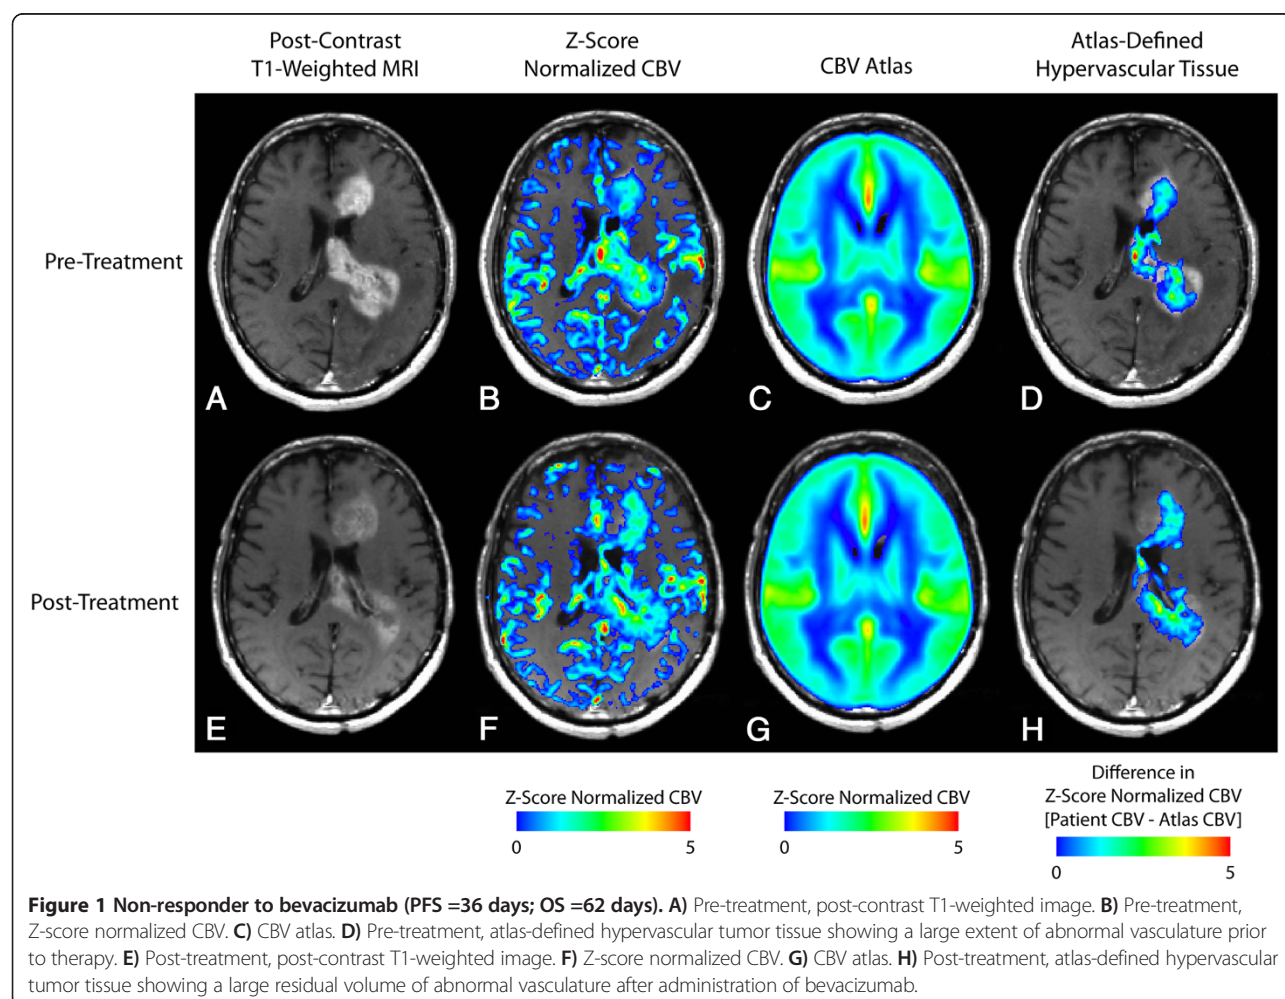 Post-Contrast
T1-Weighted MRI
Z-Score
Normalized CBV
CBV Atlas
Atlas-Defined
Hypervascular Tissue
Pre-Treatment
A
B
C
D
Post-Treatment
E
F
G
H
Z-Score Normalized CBV
0 5
Z-Score Normalized CBV
0 5
Difference in
Z-Score Normalized CBV
[Patient CBV - Atlas CBV]
0 5
Figure 1 Non-responder to bevacizumab (PFS =36 days; OS =62 days). A) Pre-treatment, post-contrast T1-weighted image. B) Pre-treatment,
Z-score normalized CBV. C) CBV atlas. D) Pre-treatment, atlas-defined hypervascular tumor tissue showing a large extent of abnormal vasculature prior
to therapy. E) Post-treatment, post-contrast T1-weighted image. F) Z-score normalized CBV. G) CBV atlas. H) Post-treatment, atlas-defined hypervascular
tumor tissue showing a large residual volume of abnormal vasculature after administration of bevacizumab.